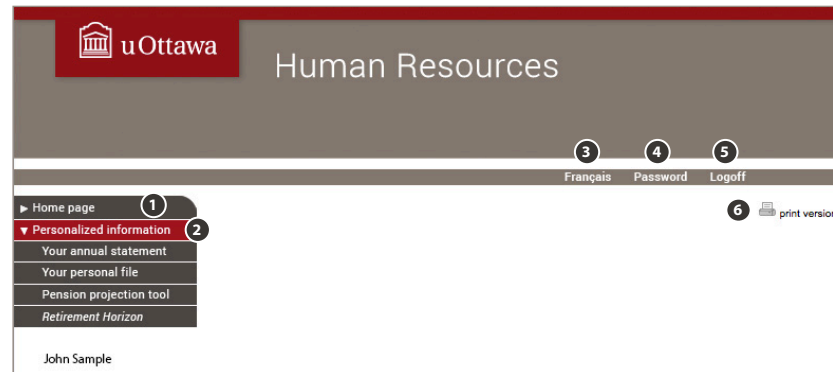 uOttawa
Human Resources
3 4 5
Français Password Logoff
► Home page 1
6 print version
▼ Personalized information 2
Your annual statement
Your personal file
Pension projection tool
Retirement Horizon
John Sample